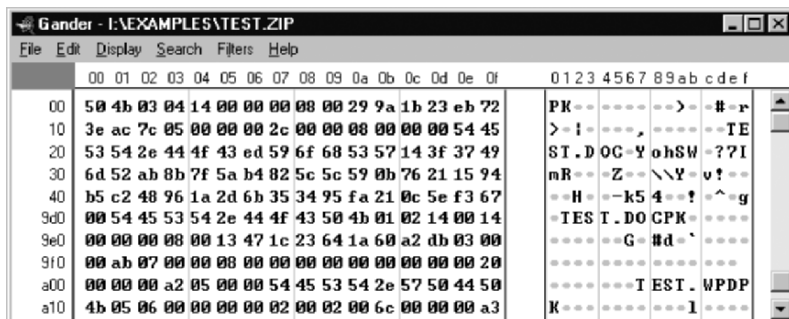 Gander - I:\EXAMPLES\TEST.ZIP
File Edit Display Search Filters Help
00 01 02 03 04 05 06 07 08 09 0a 0b 0c 0d 0e 0f 0123 4567 89ab cdef
00 50 4b 03 04 14 00 00 00 08 00 29 9a 1b 23 eb 72 PK·· ···· ··)· ·#·r
10 3e ac 7c 05 00 00 00 2c 00 00 08 00 00 00 54 45 >·|· ···, ···· ··TE
20 53 54 2e 44 4f 43 ed 59 6f 68 53 57 14 3f 37 49 ST.D OC·Y ohSW ·?7I
30 6d 52 ab 8b 7f 5a b4 82 5c 5c 59 0b 76 21 15 94 mR·· ·Z·· \\Y· v!··
40 b5 c2 48 96 1a 2d 6b 35 34 95 fa 21 0c 5e f3 67 ··H· ·-k5 4··! ·^·g
9d0 00 54 45 53 54 2e 44 4f 43 50 4b 01 02 14 00 14 ·TES T.DO CPK· ····
9e0 00 00 00 08 00 13 47 1c 23 64 1a 60 a2 db 03 00 ···· ··G· #d·` ····
9f0 00 ab 07 00 00 08 00 00 00 00 00 00 00 00 00 20 ···· ···· ···· ···
a00 00 00 00 a2 05 00 00 54 45 53 54 2e 57 50 44 50 ···· ···T EST. WPDP
a10 4b 05 06 00 00 00 00 02 00 02 00 6c 00 00 00 a3 K··· ···· ···l ····